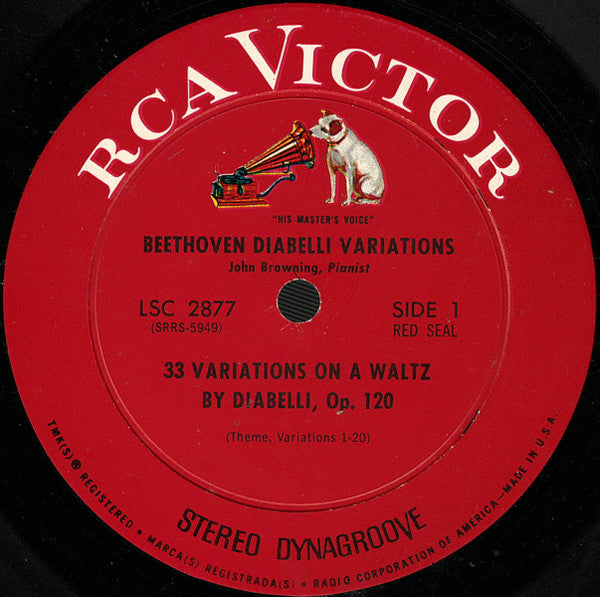 RCA VICTOR
"HIS MASTER'S VOICE"
BEETHOVEN DIABELLI VARIATIONS
John Browning, Pianist
LSC 2877
(SRRS-5949)
SIDE 1
RED SEAL
33 VARIATIONS ON A WALTZ
BY DIABELLI, Op. 120
(Theme, Variations 1-20)
STEREO DYNAGROOVE
TMK(S) ® REGISTERED • MARCA(S) REGISTRADA(S) • RADIO CORPORATION OF AMERICA—MADE IN U.S.A.